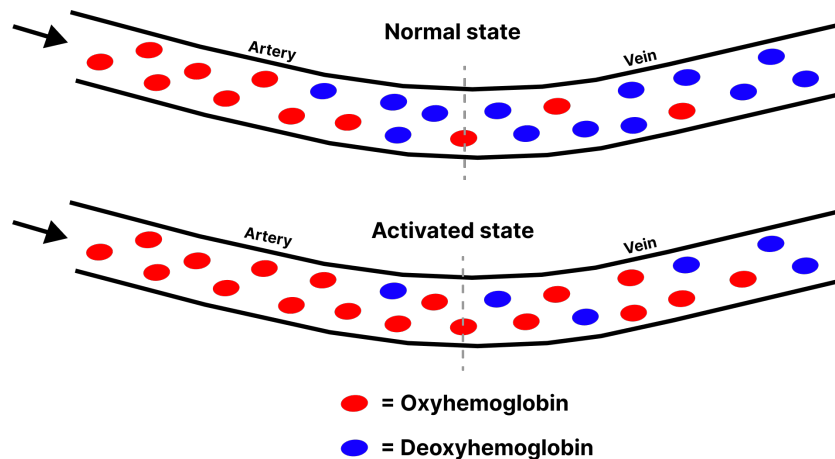 Normal state
Artery
Vein
Activated state
Artery
Vein
= Oxyhemoglobin
= Deoxyhemoglobin